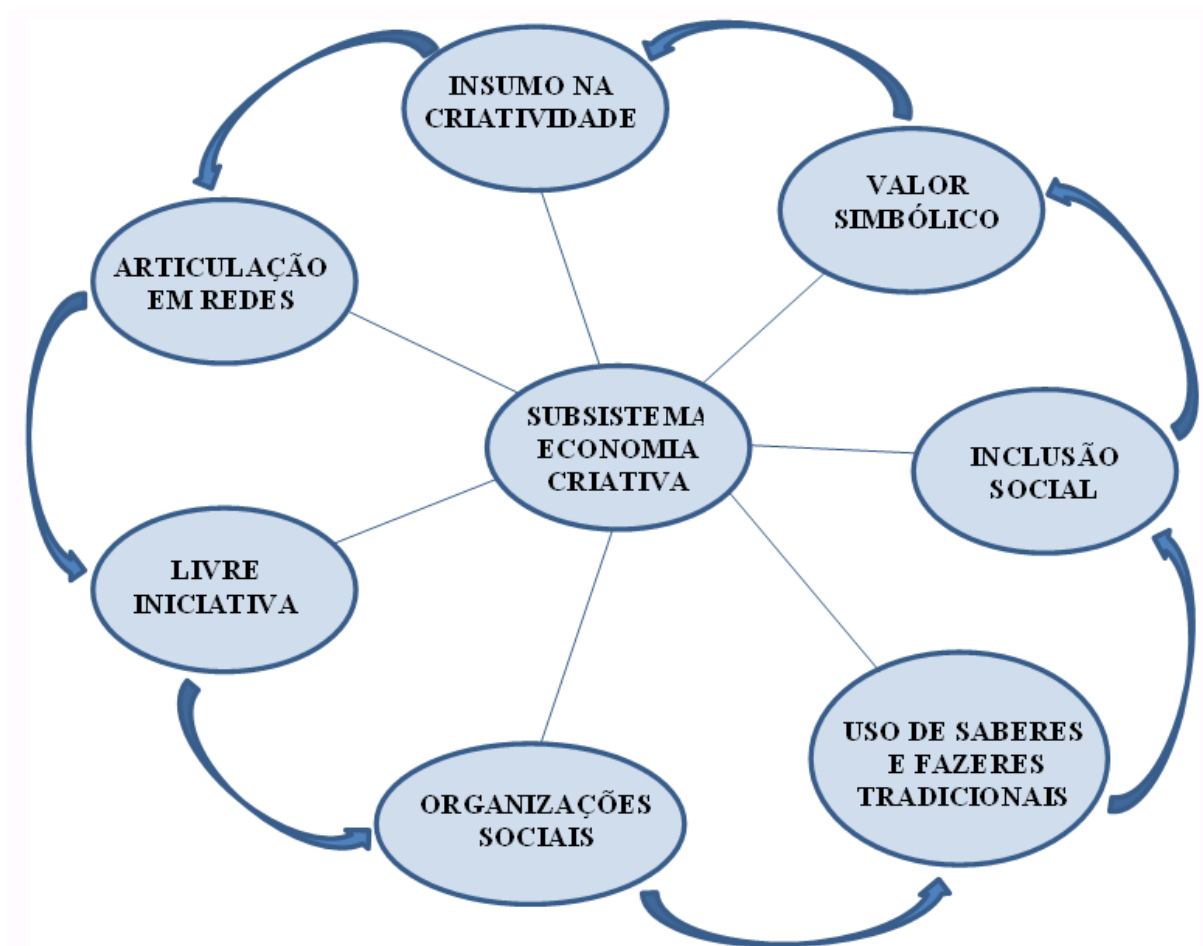 INSUMO NA
CRIATIVIDADE
VALOR
SIMBÓLICO
ARTICULAÇÃO
EM REDES
SUBSISTEMA
ECONOMIA
CRIATIVA
INCLUSÃO
SOCIAL
LIVRE
INICIATIVA
USO DE SABERES
E FAZERES
TRADICIONAIS
ORGANIZAÇÕES
SOCIAIS